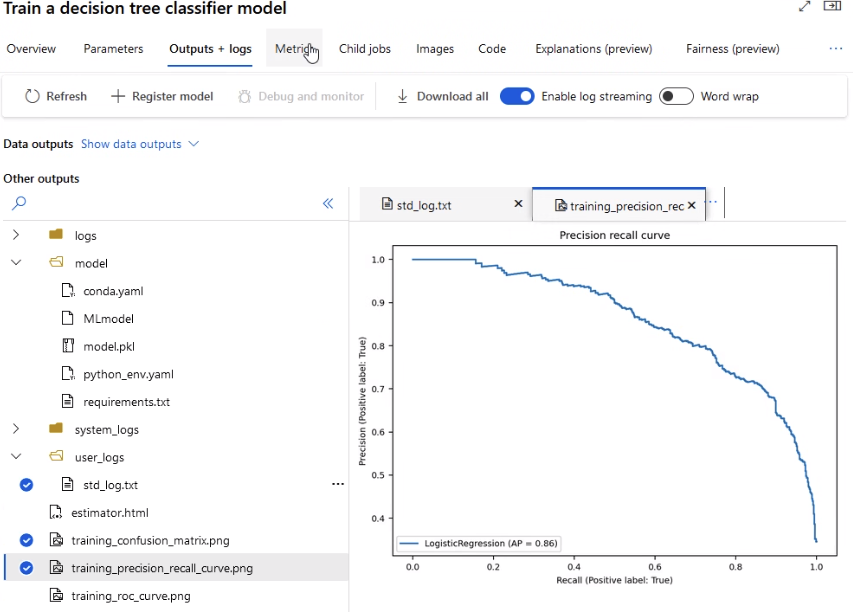 Train a decision tree classifier model
Overview Parameters Outputs + logs Metrics Child jobs Images Code Explanations (preview) Fairness (preview) ...
Refresh Register model Debug and monitor Download all Enable log streaming Word wrap
Data outputs Show data outputs
Other outputs
logs
model
conda.yaml
MLmodel
model.pkl
python_env.yaml
requirements.txt
system_logs
user_logs
std_log.txt ...
estimator.html
training_confusion_matrix.png
training_precision_recall_curve.png
training_roc_curve.png
std_log.txt training_precision_rec ...
Precision recall curve
Precision (Positive label: True)
1.0
0.9
0.8
0.7
0.6
0.5
0.4
LogisticRegression (AP = 0.86)
0.0 0.2 0.4 0.6 0.8 1.0
Recall (Positive label: True)